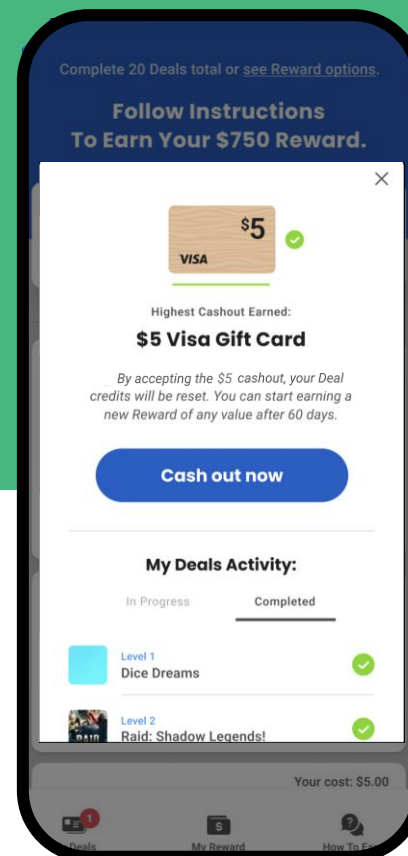 Complete 20 Deals total or see Reward options.
Follow Instructions
To Earn Your $750 Reward.
$5
VISA
Highest Cashout Earned:
$5 Visa Gift Card
By accepting the $5 cashout, your Deal
credits will be reset. You can start earning a
new Reward of any value after 60 days.
Cash out now
My Deals Activity:
In Progress
Completed
Level 1
Dice Dreams
Level 2
Raid: Shadow Legends!
RAID
Your cost: $5.00
1
Deals
My Reward
How To Ea